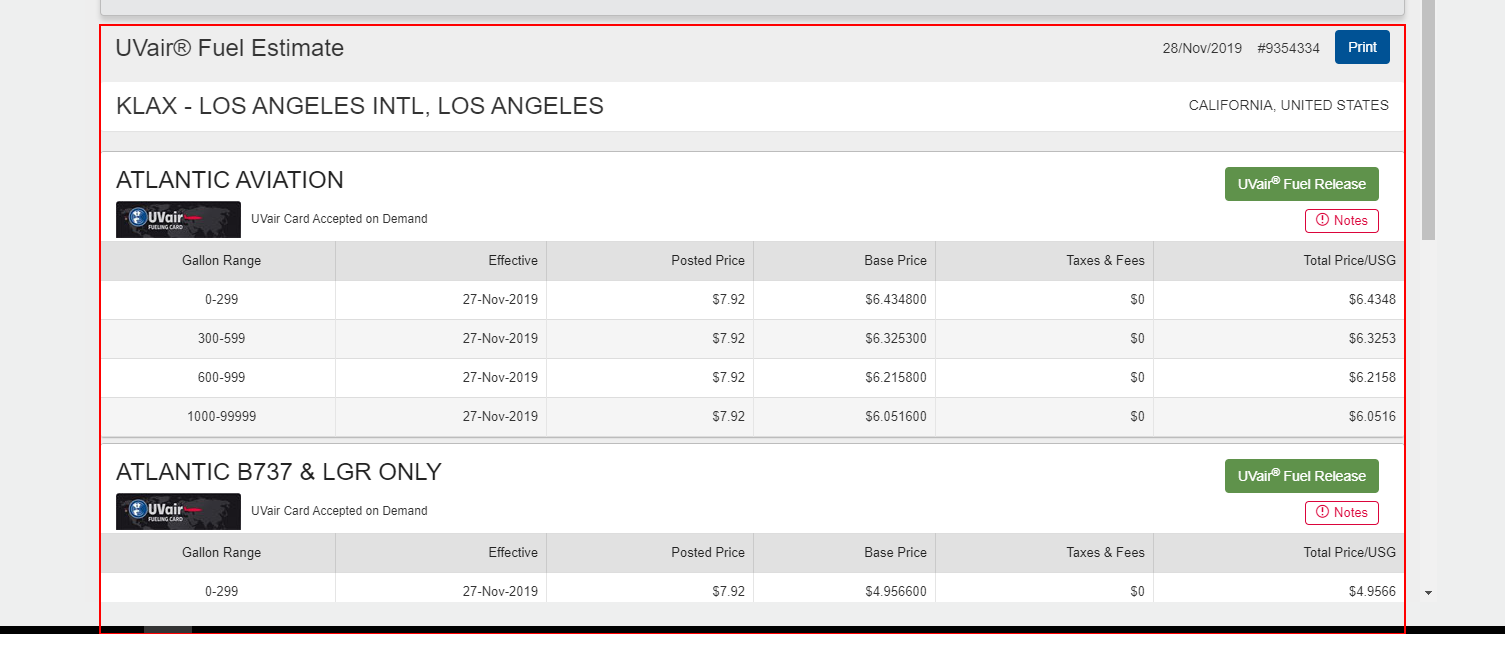 UVair® Fuel Estimate 28/Nov/2019 #9354334 Print
KLAX - LOS ANGELES INTL, LOS ANGELES CALIFORNIA, UNITED STATES
ATLANTIC AVIATION UVair® Fuel Release
UVair FUELING CARD UVair Card Accepted on Demand Notes
Gallon Range Effective Posted Price Base Price Taxes & Fees Total Price/USG
0-299 27-Nov-2019 $7.92 $6.434800 $0 $6.4348
300-599 27-Nov-2019 $7.92 $6.325300 $0 $6.3253
600-999 27-Nov-2019 $7.92 $6.215800 $0 $6.2158
1000-99999 27-Nov-2019 $7.92 $6.051600 $0 $6.0516
ATLANTIC B737 & LGR ONLY UVair® Fuel Release
UVair FUELING CARD UVair Card Accepted on Demand Notes
Gallon Range Effective Posted Price Base Price Taxes & Fees Total Price/USG
0-299 27-Nov-2019 $7.92 $4.956600 $0 $4.9566